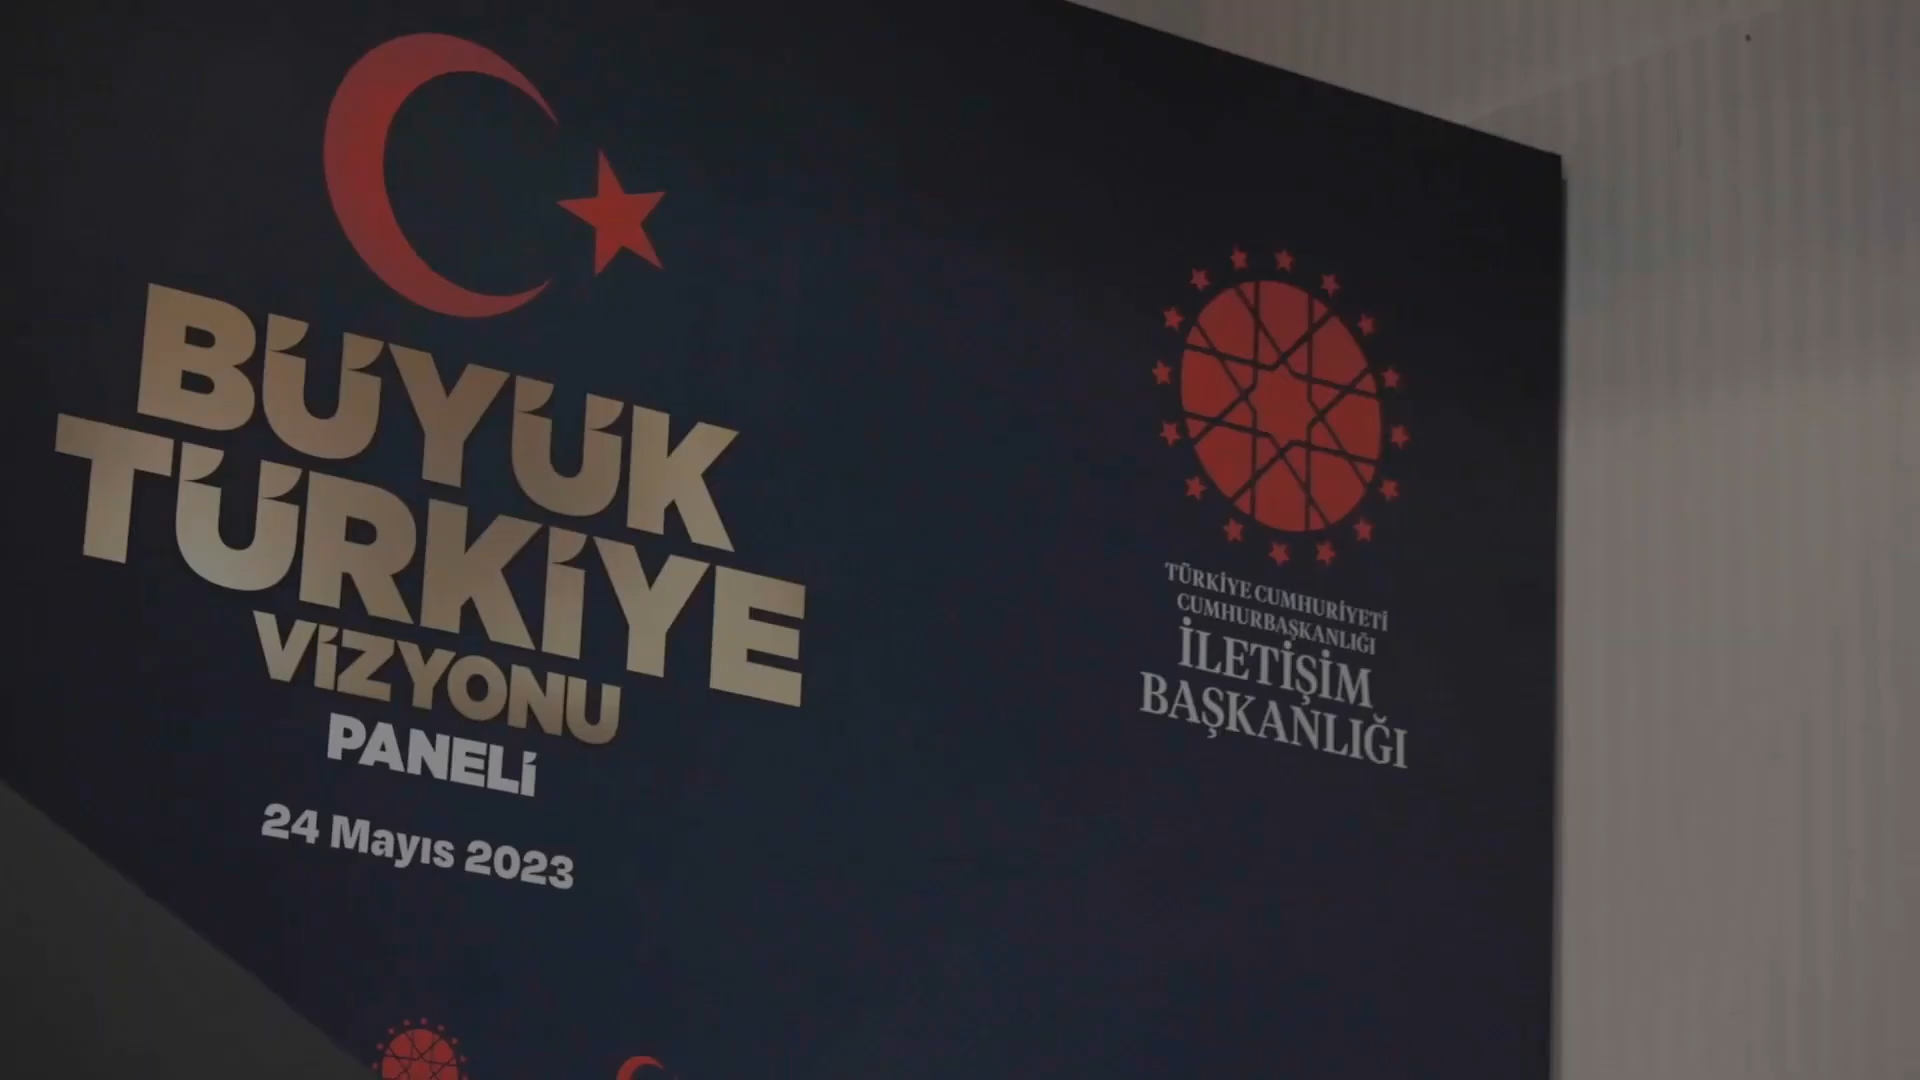 BÜYÜK
TÜRKİYE
VİZYONU
PANELİ
24 Mayıs 2023
TÜRKİYE CUMHURİYETİ
CUMHURBAŞKANLIĞI
İLETİŞİM
BAŞKANLIĞI